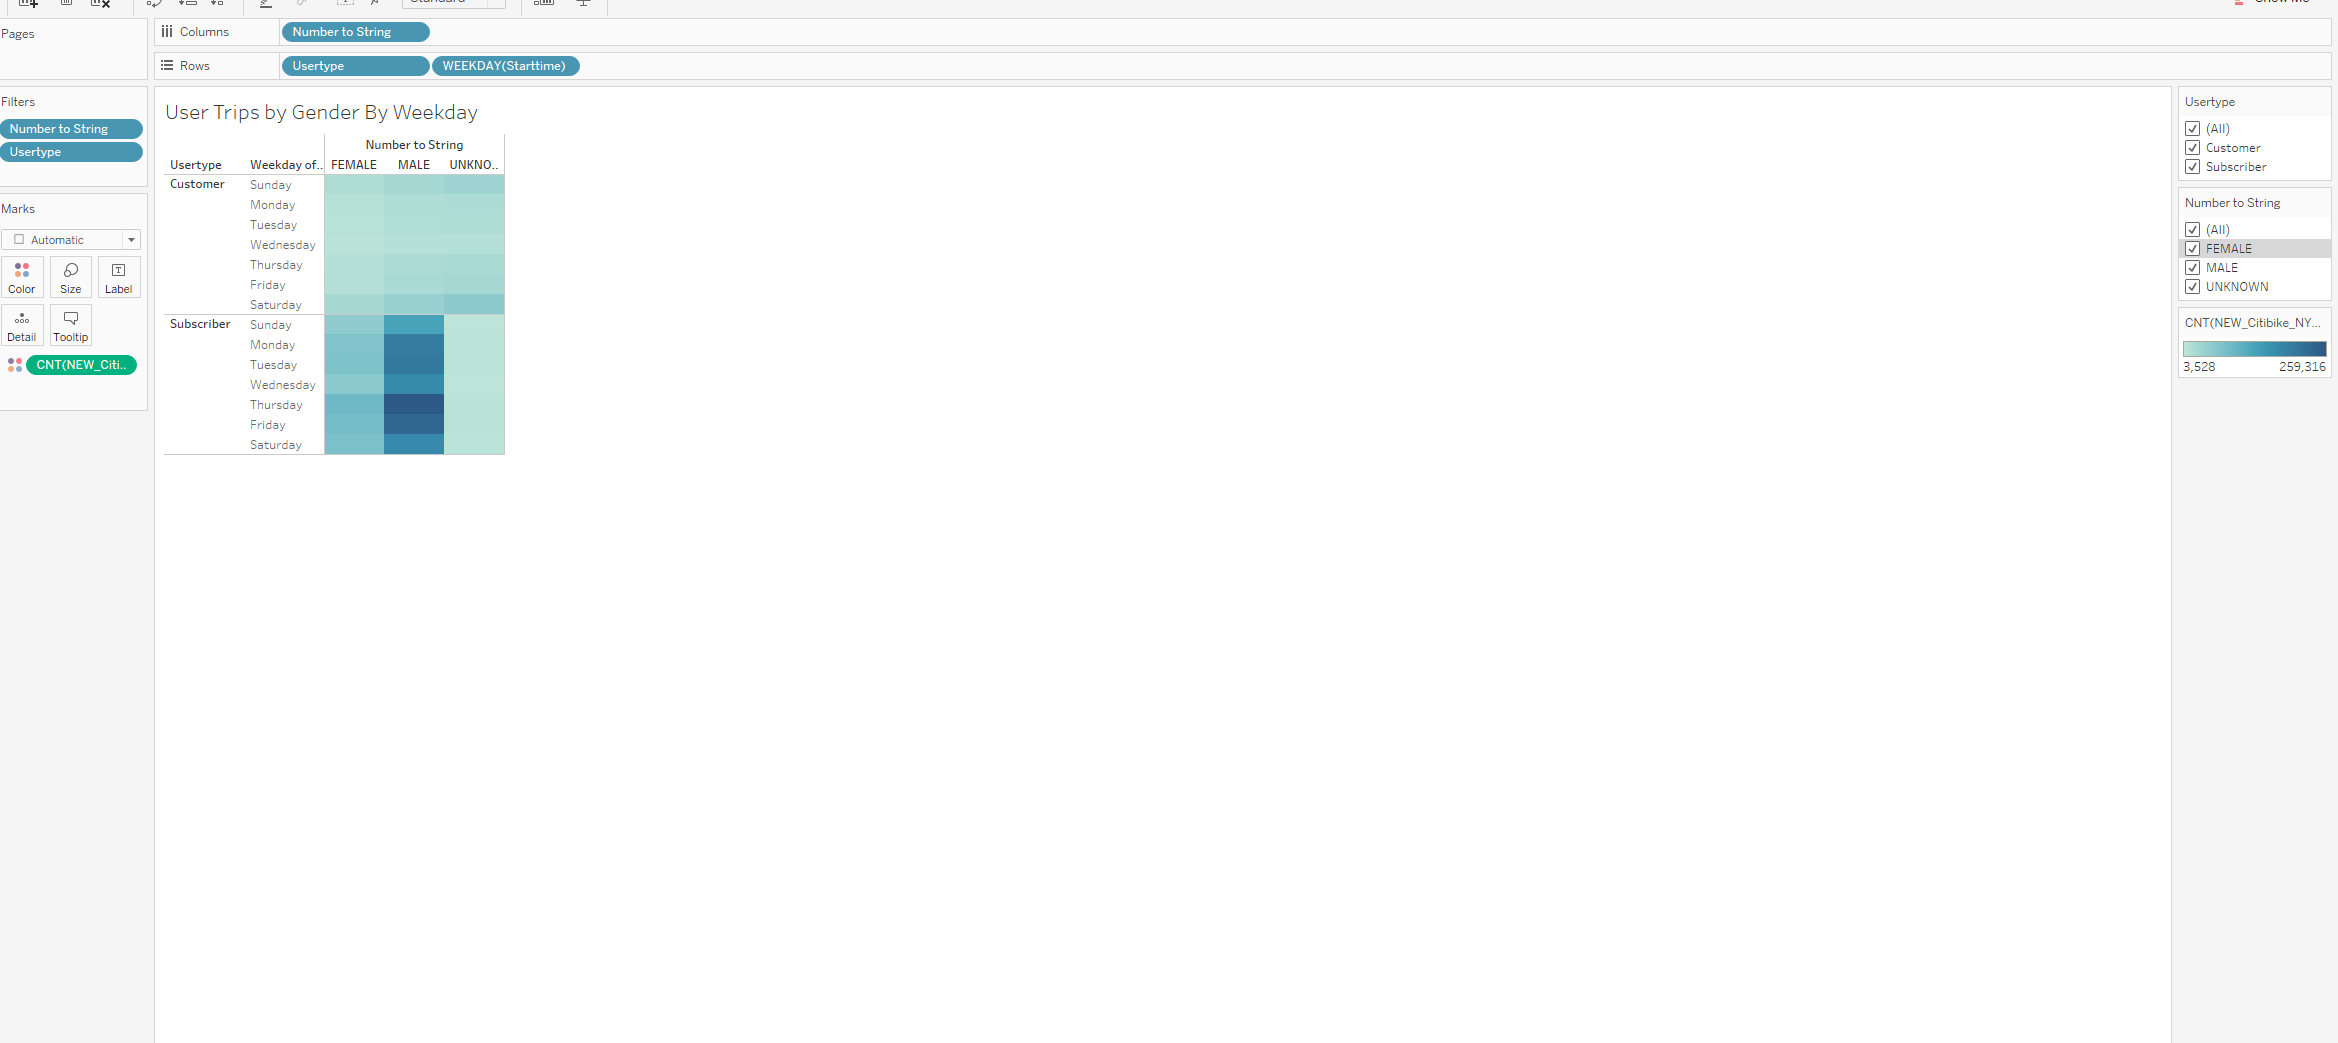 Pages
Columns
Number to String
Rows
Usertype
WEEKDAY(Starttime)
Filters
Number to String
Usertype
Marks
Automatic
Color
Size
Label
Detail
Tooltip
CNT(NEW_Citi..
User Trips by Gender By Weekday
Number to String
Usertype Weekday of.. FEMALE MALE UNKNO..
Customer Sunday
Monday
Tuesday
Wednesday
Thursday
Friday
Saturday
Subscriber Sunday
Monday
Tuesday
Wednesday
Thursday
Friday
Saturday
Usertype
(All)
Customer
Subscriber
Number to String
(All)
FEMALE
MALE
UNKNOWN
CNT(NEW_Citibike_NY...
3,528 259,316